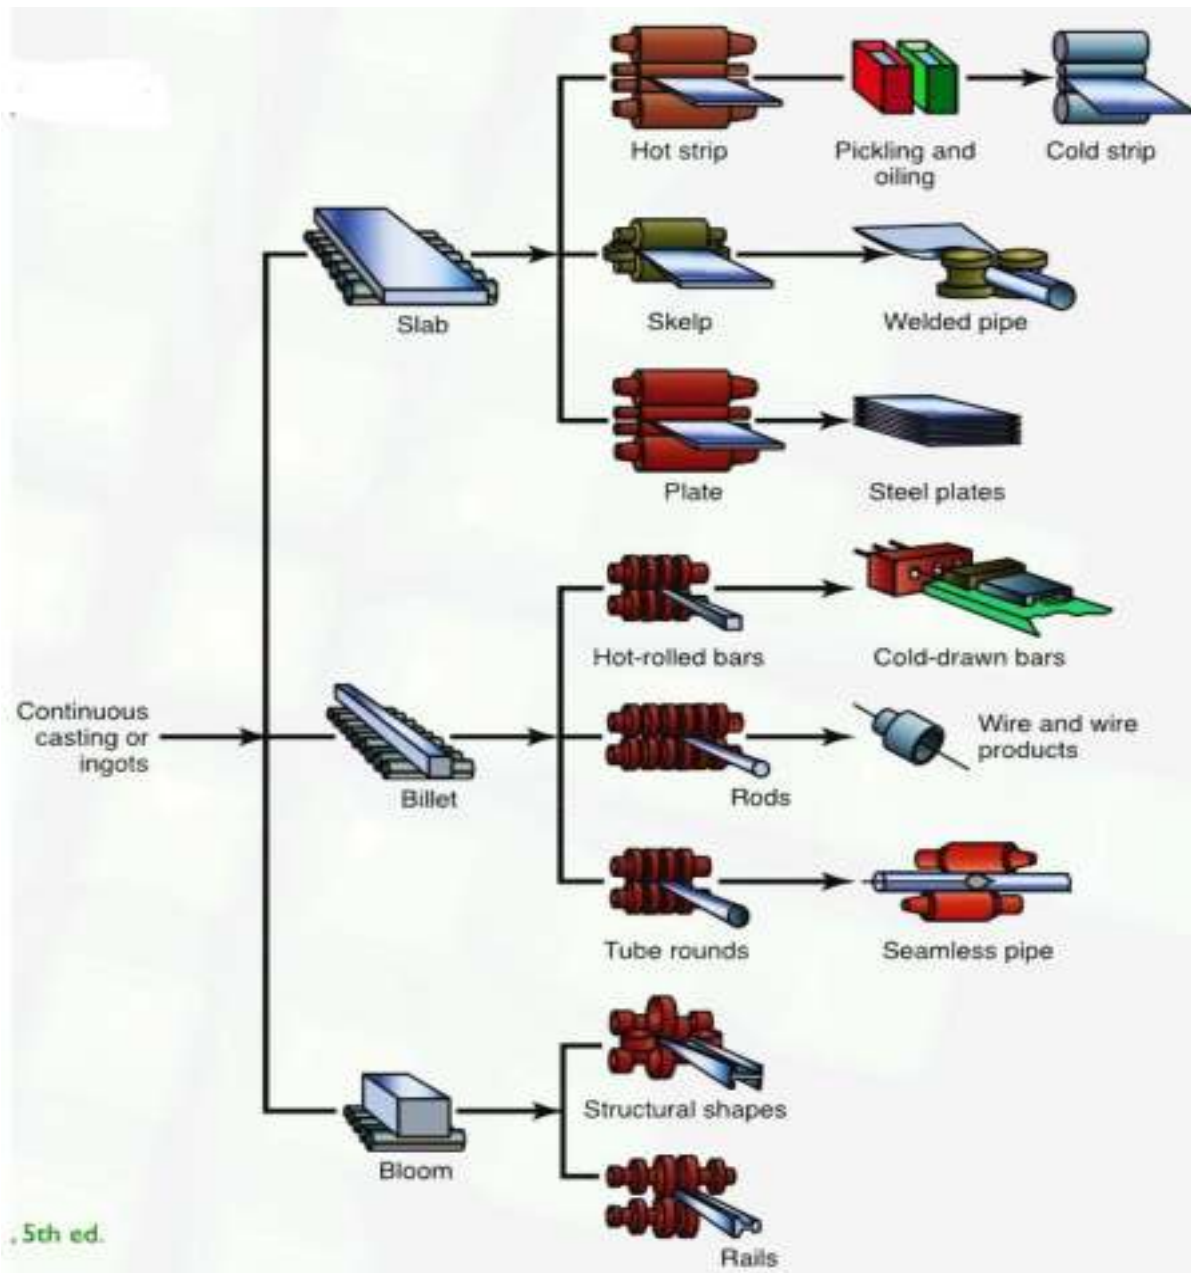 Hot strip
Pickling and
oiling
Cold strip
Slab
Skelp
Welded pipe
Plate
Steel plates
Hot-rolled bars
Cold-drawn bars
Continuous
casting or
ingots
Billet
Rods
Wire and wire
products
Tube rounds
Seamless pipe
Structural shapes
Bloom
Rails
, 5th ed.